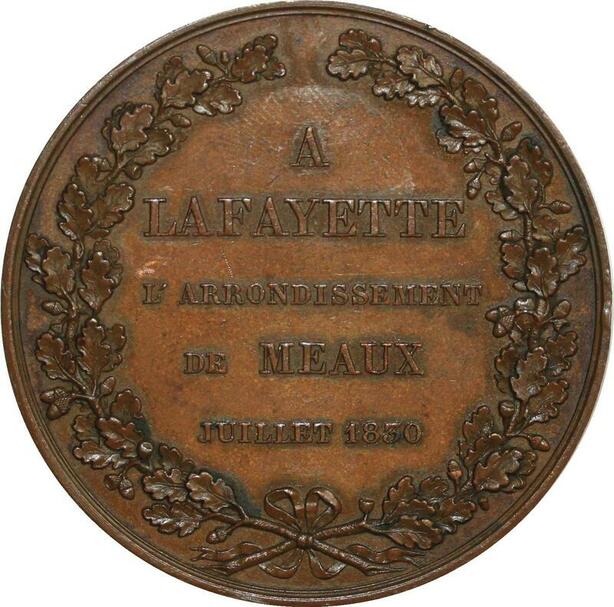 A
LAFAYETTE
L'ARRONDISSEMENT
DE MEAUX
JUILLET 1830